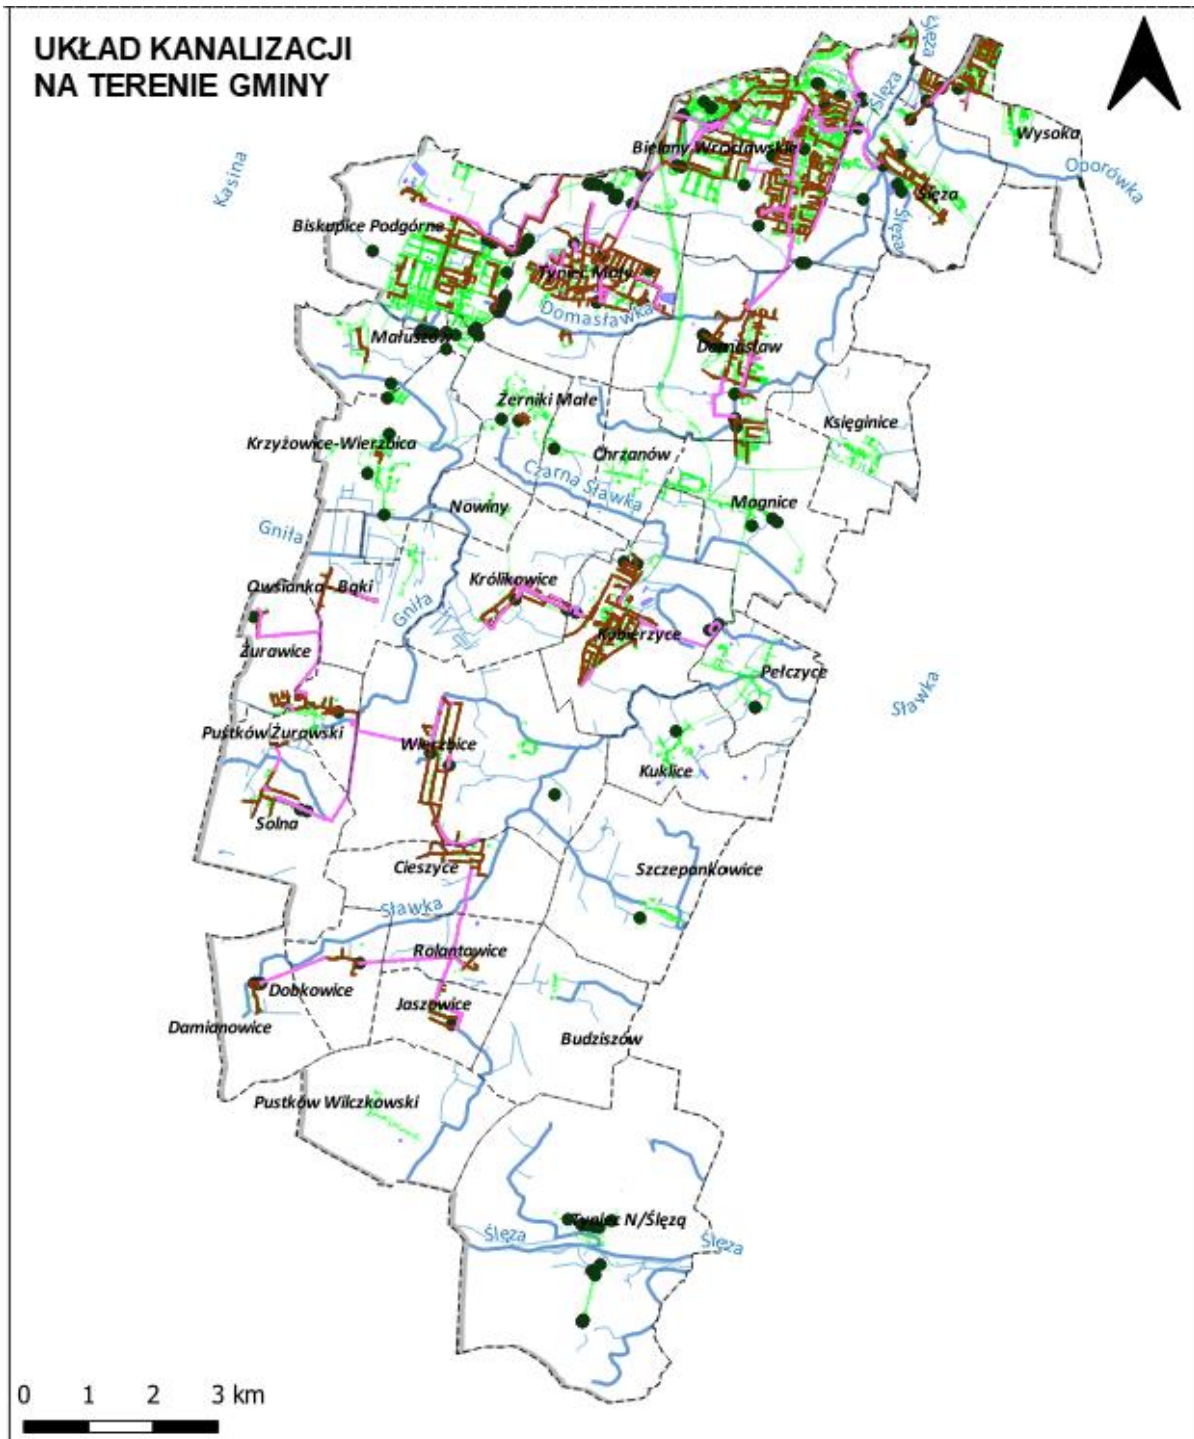 UKŁAD KANALIZACJI
NA TERENIE GMINY
Ślęza
Ślęza
Wysoka
Bielany Wrocławskie
Oporówka
Kasina
Ślęza
Ślęza
Biskupice Podgórne
Tyniec Mały
Domasławka
Małuszów
Domasław
Żerniki Małe
Księginice
Krzyżowice-Wierzbica
Chrzanów
Czarna Sławka
Nowiny
Magnice
Gniła
Owsianka - Bąki
Królikowice
Gniła
Kobierzyce
Żurawice
Pełczyce
Sławka
Pustków Żurawski
Wierzbice
Kuklice
Solna
Cieszyce
Szczepankowice
Sławka
Rolantowice
Dobkowice
Jaszowice
Damianowice
Budziszów
Pustków Wilczkowski
Tyniec N/Ślęzą
Ślęza
Ślęza
0 1 2 3 km